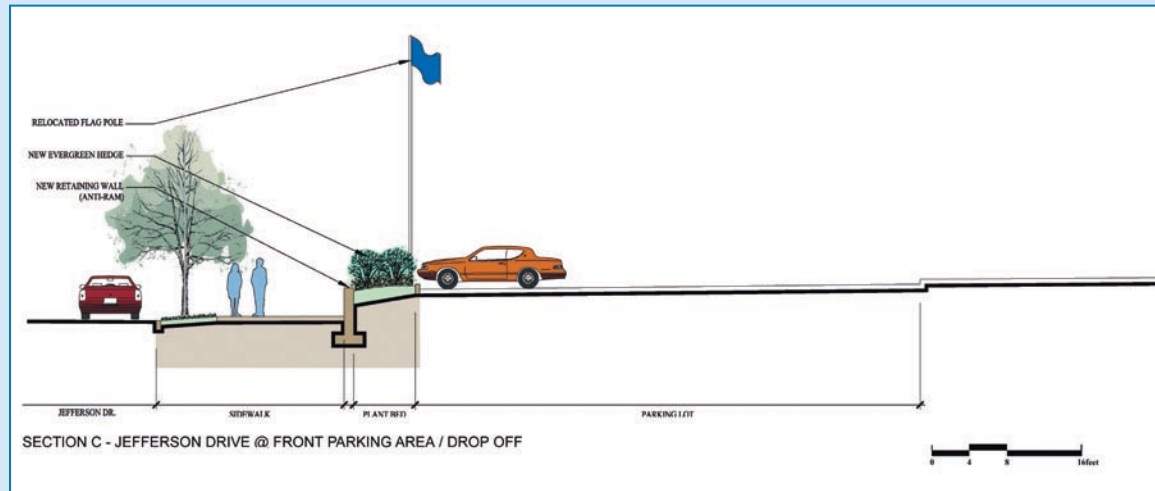 RELOCATED FLAG POLE
NEW EVERGREEN HEDGE
NEW RETAINING WALL
(ANTI-RAM)
JEFFERSON DR.
SIDEWALK
PLANT BED
PARKING LOT
SECTION C - JEFFERSON DRIVE @ FRONT PARKING AREA / DROP OFF
0 4 8 16feet